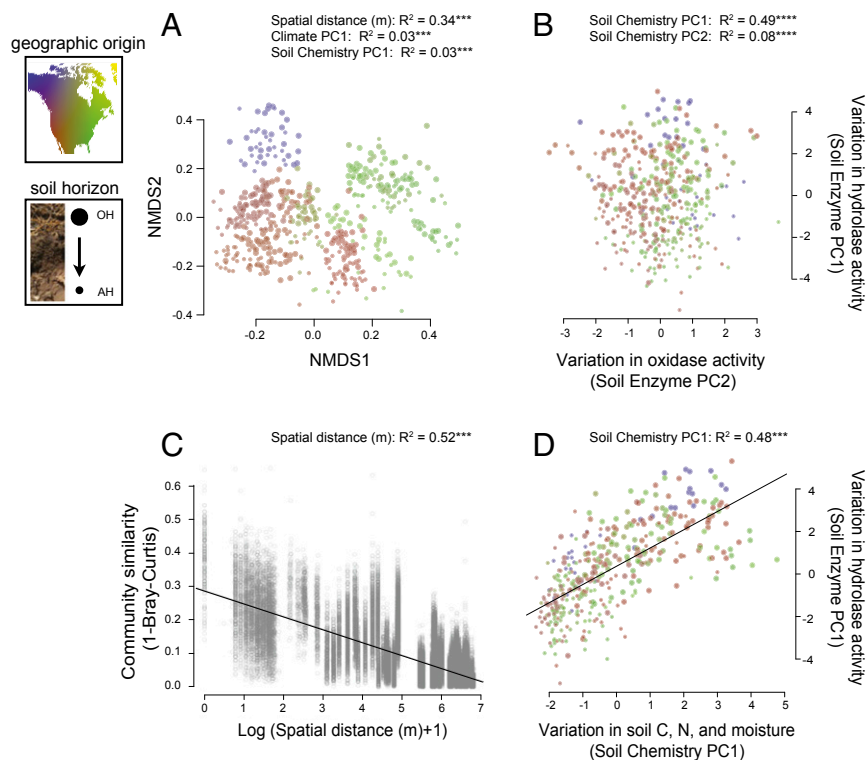 geographic origin
soil horizon
OH
AH
A
Spatial distance (m): R² = 0.34***
Climate PC1: R² = 0.03***
Soil Chemistry PC1: R² = 0.03***
NMDS2
0.4
0.2
0.0
-0.2
-0.4
-0.2
0.0
0.2
0.4
NMDS1
B
Soil Chemistry PC1: R² = 0.49****
Soil Chemistry PC2: R² = 0.08****
4
2
0
-2
-4
Variation in hydrolase activity
(Soil Enzyme PC1)
-3
-2
-1
0
1
2
3
Variation in oxidase activity
(Soil Enzyme PC2)
C
Spatial distance (m): R² = 0.52***
Community similarity
(1-Bray-Curtis)
0.6
0.5
0.4
0.3
0.2
0.1
0.0
0
1
2
3
4
5
6
7
Log (Spatial distance (m)+1)
D
Soil Chemistry PC1: R² = 0.48***
4
2
0
-2
-4
Variation in hydrolase activity
(Soil Enzyme PC1)
-2
-1
0
1
2
3
4
5
Variation in soil C, N, and moisture
(Soil Chemistry PC1)